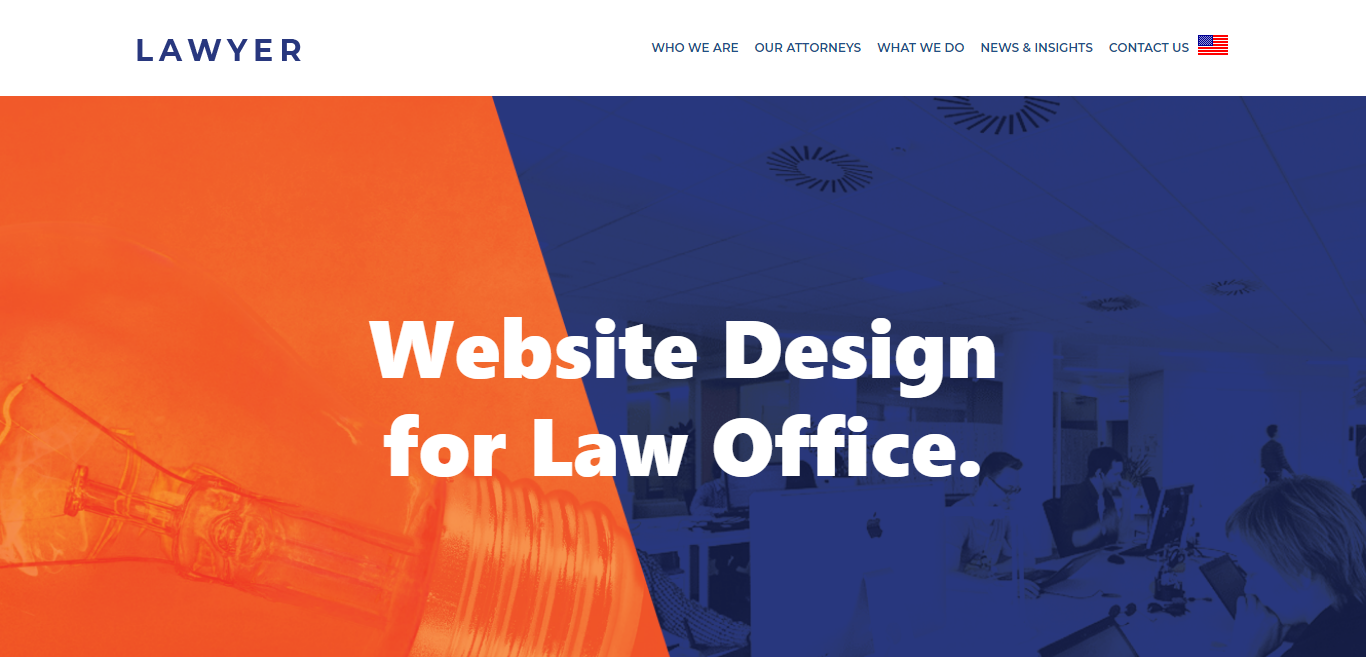 LAWYER
WHO WE ARE OUR ATTORNEYS WHAT WE DO NEWS & INSIGHTS CONTACT US
Website Design
for Law Office.